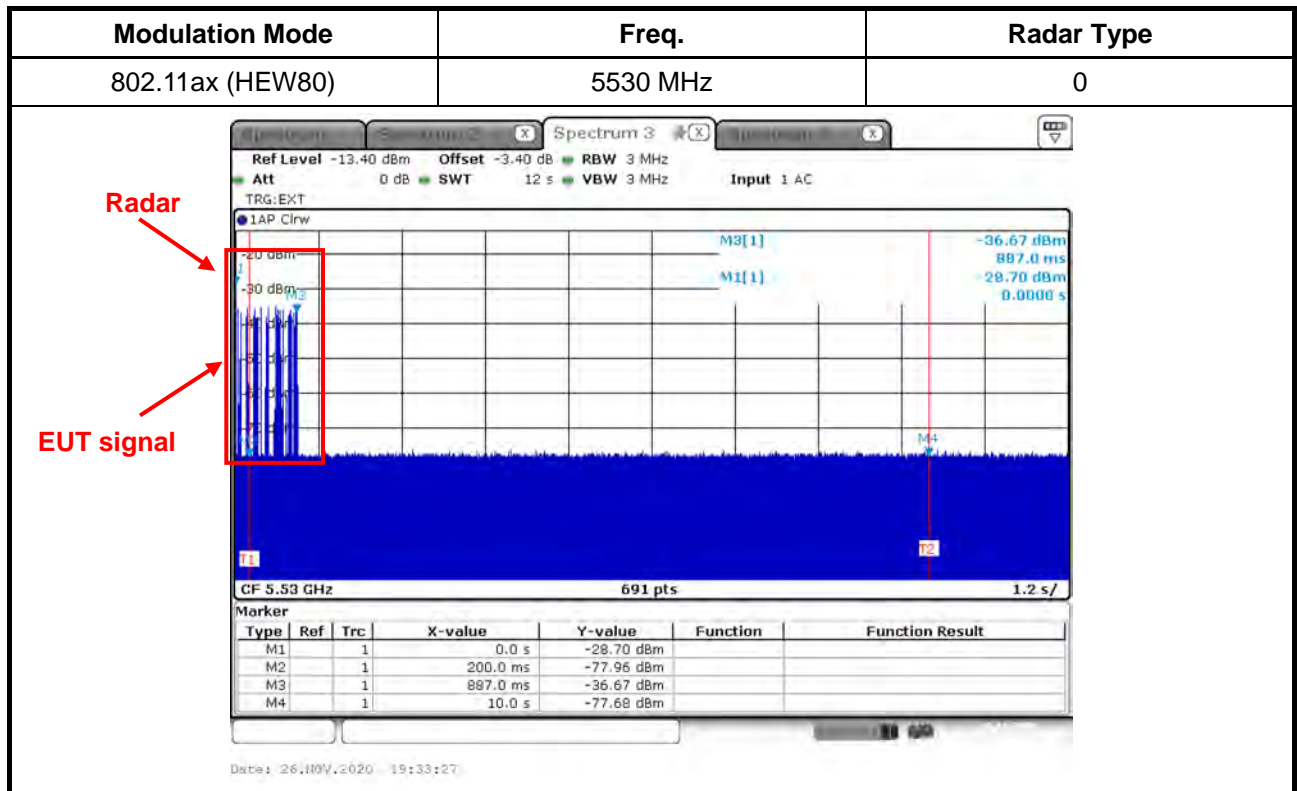 Modulation Mode Freq. Radar Type
802.11ax (HEW80) 5530 MHz 0
Spectrum 3
Ref Level -13.40 dBm Offset -3.40 dB RBW 3 MHz
Att 0 dB SWT 12 s VBW 3 MHz Input 1 AC
TRG:EXT
1AP Clrw
Radar
EUT signal
M3[1] -36.67 dBm
887.0 ms
M1[1] -28.70 dBm
0.0000 s
-20 dBm
-30 dBm
M3
M4
T1
T2
CF 5.53 GHz 691 pts 1.2 s/
Marker
Type Ref Trc X-value Y-value Function Function Result
M1 1 0.0 s -28.70 dBm
M2 1 200.0 ms -77.96 dBm
M3 1 887.0 ms -36.67 dBm
M4 1 10.0 s -77.68 dBm
Date: 26.NOV.2020 19:33:27